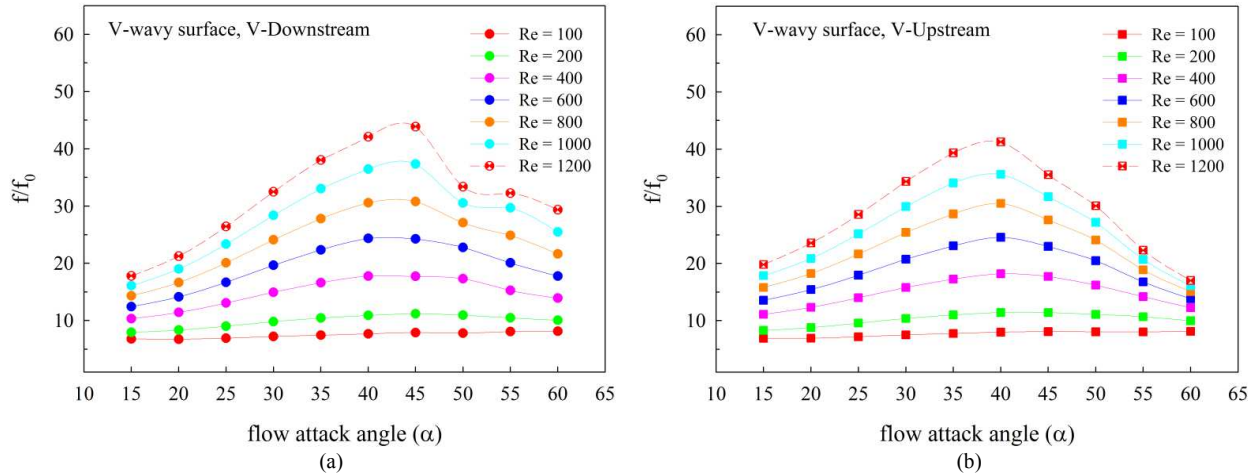 V-wavy surface, V-Downstream
Re = 100
Re = 200
Re = 400
Re = 600
Re = 800
Re = 1000
Re = 1200
60
50
40
30
20
10
f/f₀
10 15 20 25 30 35 40 45 50 55 60 65
flow attack angle (α)
(a)
V-wavy surface, V-Upstream
Re = 100
Re = 200
Re = 400
Re = 600
Re = 800
Re = 1000
Re = 1200
60
50
40
30
20
10
f/f₀
10 15 20 25 30 35 40 45 50 55 60 65
flow attack angle (α)
(b)